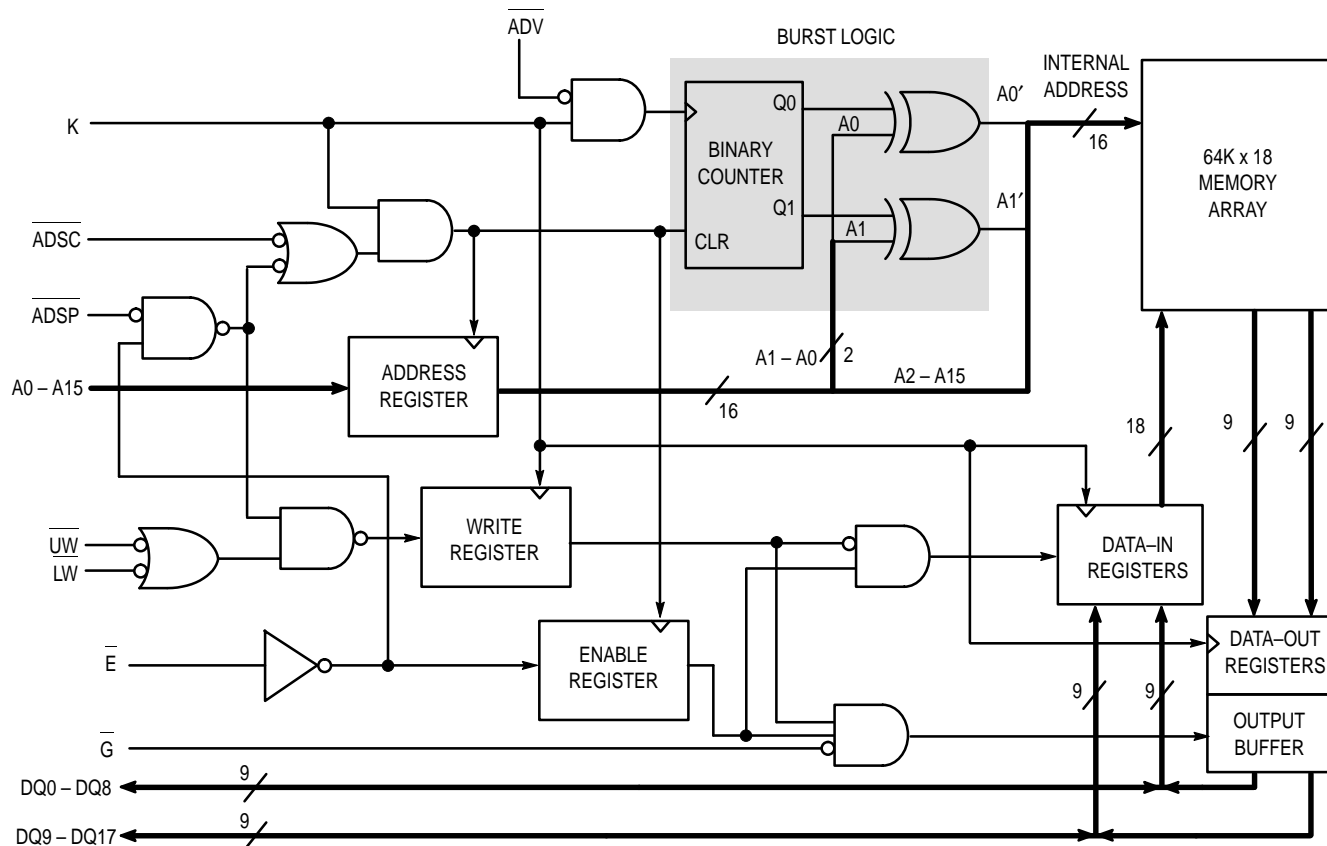 ADV
BURST LOGIC
K
BINARY
COUNTER
Q0
Q1
CLR
A0
A1
A0′
A1′
INTERNAL
ADDRESS
16
64K x 18
MEMORY
ARRAY
ADSC
ADSP
A0 – A15
ADDRESS
REGISTER
16
A1 – A0
2
A2 – A15
18
9
9
UW
LW
WRITE
REGISTER
DATA–IN
REGISTERS
E
ENABLE
REGISTER
DATA–OUT
REGISTERS
9
9
OUTPUT
BUFFER
G
DQ0 – DQ8
9
DQ9 – DQ17
9